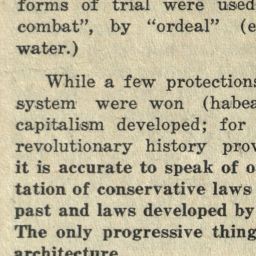 forms of trial were used
combat”, by “ordeal” (e
water.)
While a few protections
system were won (habea
capitalism developed; for
revolutionary history prov
it is accurate to speak of o
tation of conservative laws
past and laws developed by
The only progressive thing
architecture